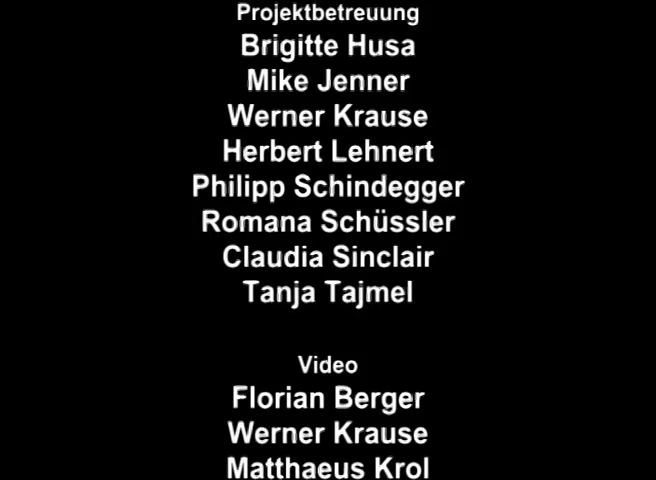 Projektbetreuung
Brigitte Husa
Mike Jenner
Werner Krause
Herbert Lehnert
Philipp Schindegger
Romana Schüssler
Claudia Sinclair
Tanja Tajmel
Video
Florian Berger
Werner Krause
Matthaeus Krol